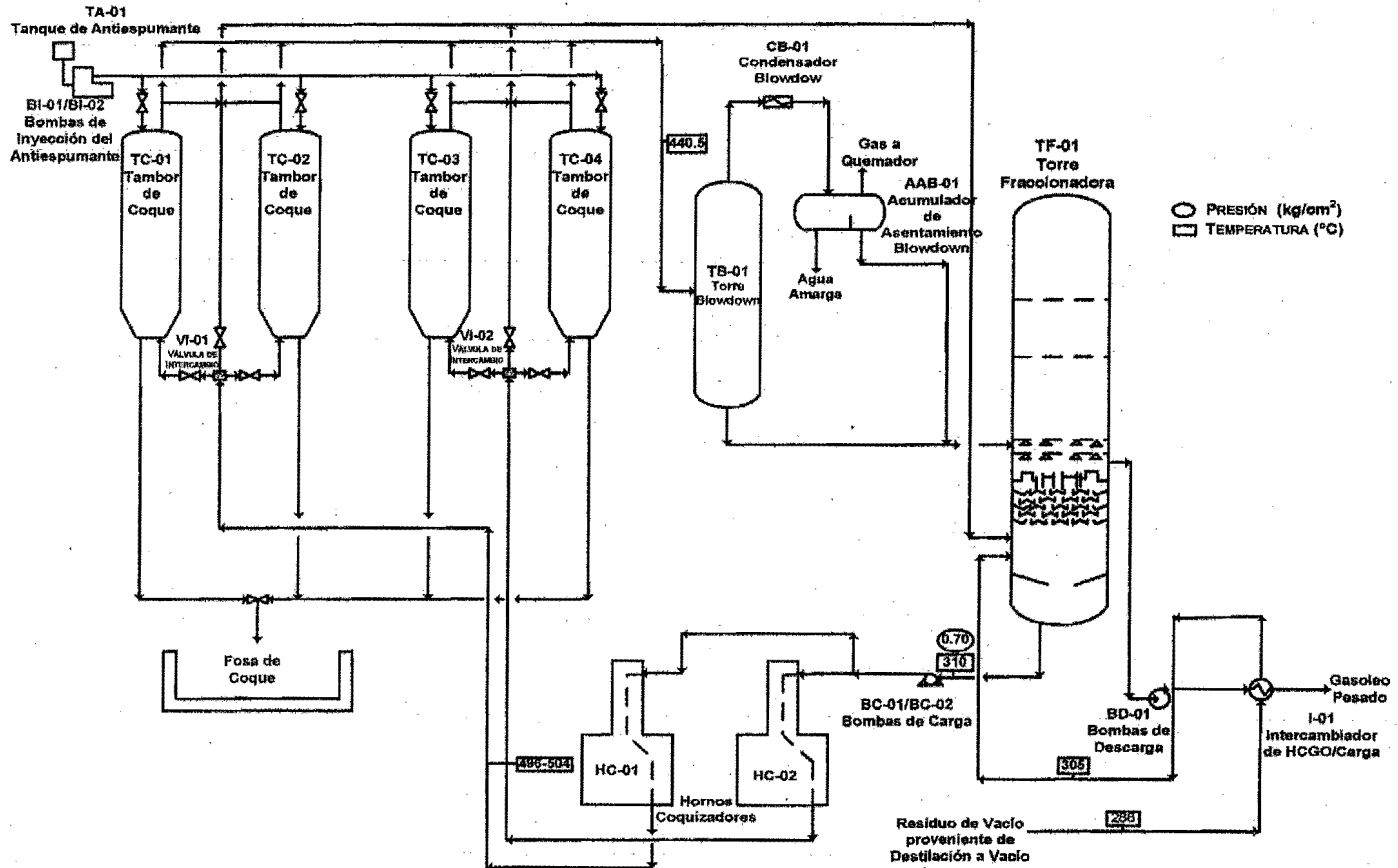 TA-01
Tanque de Antiespumante
BI-01/BI-02
Bombas de
Inyección del
Antiespumante
TC-01
Tambor
de
Coque
TC-02
Tambor
de
Coque
TC-03
Tambor
de
Coque
TC-04
Tambor
de
Coque
VI-01
VÁLVULA DE
INTERCAMBIO
VI-02
VÁLVULA DE
INTERCAMBIO
440.5
CB-01
Condensador
Blowdow
Gas a
Quemador
AAB-01
Acumulador
de
Asentamiento
Blowdown
TB-01
Torre
Blowdown
Agua
Amarga
TF-01
Torre
Fraccionadora
PRESIÓN (kg/cm²)
TEMPERATURA (°C)
Fosa de
Coque
496-504
HC-01
HC-02
Hornos
Coquizadores
0.70
310
BC-01/BC-02
Bombas de Carga
BD-01
Bombas de
Descarga
Gasoleo
Pesado
I-01
Intercambiador
de HCGO/Carga
305
288
Residuo de Vacío
proveniente de
Destilación a Vacío